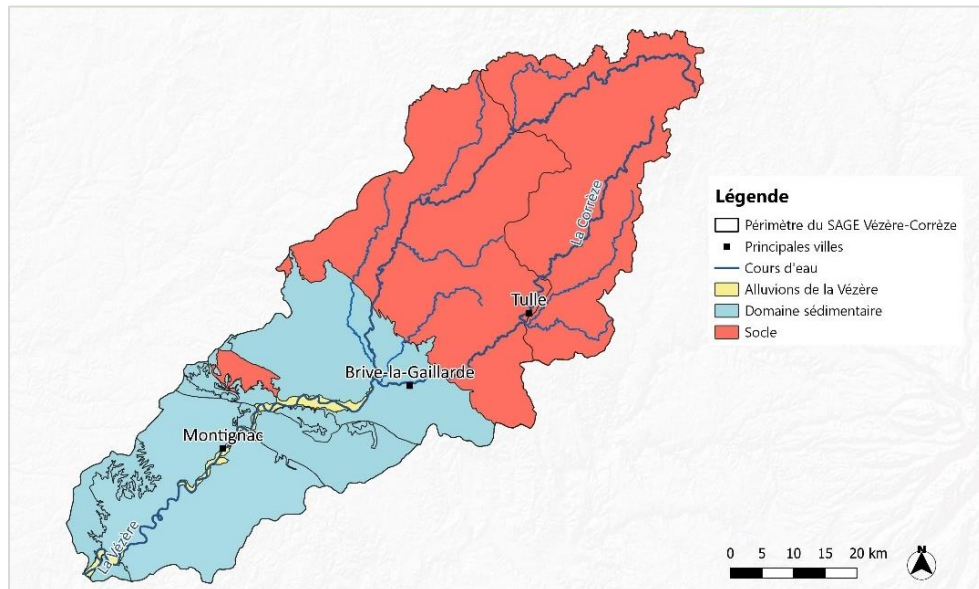 La Corrèze
Tulle
Brive-la-Gaillarde
Montignac
La Vézère
Légende
Périmètre du SAGE Vézère-Corrèze
Principales villes
Cours d'eau
Alluvions de la Vézère
Domaine sédimentaire
Socle
0 5 10 15 20 km
N